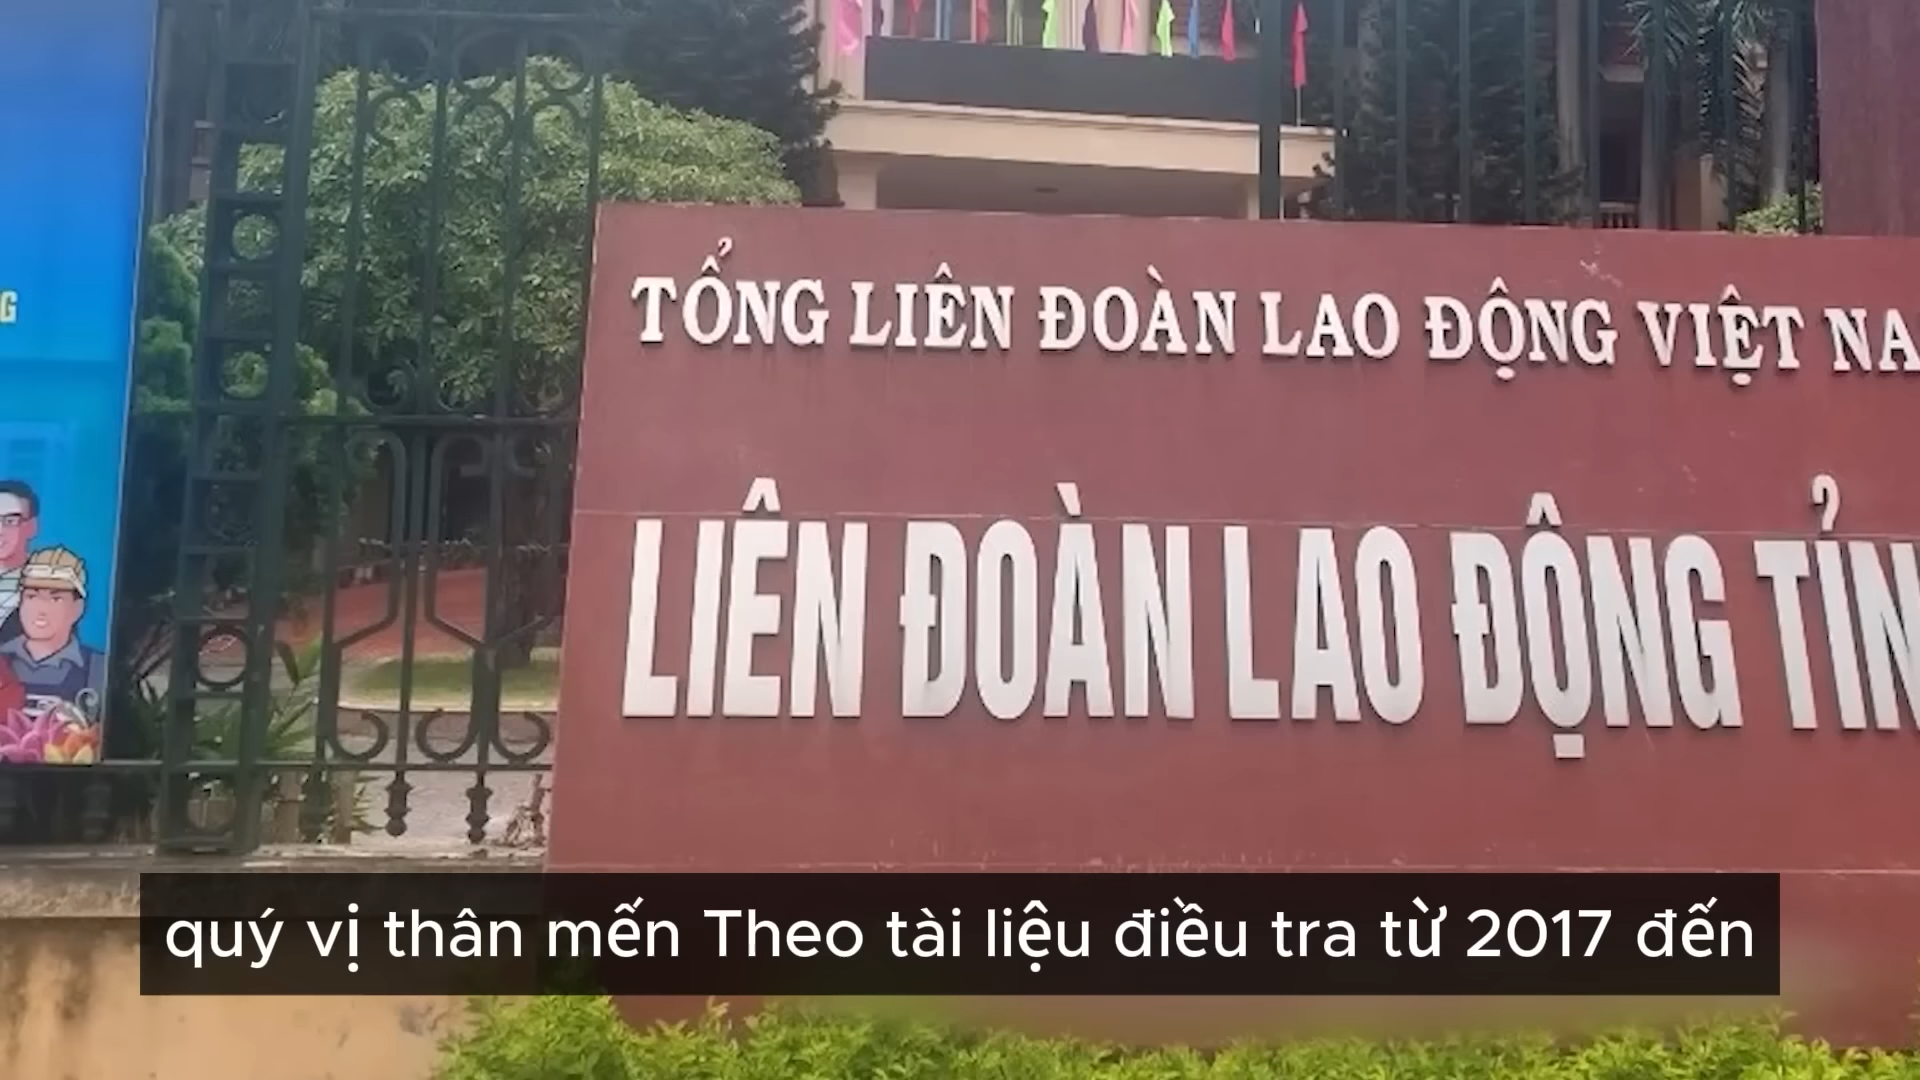 TỔNG LIÊN ĐOÀN LAO ĐỘNG VIỆT NA
LIÊN ĐOÀN LAO ĐỘNG TỈN
G
quý vị thân mến Theo tài liệu điều tra từ 2017 đến